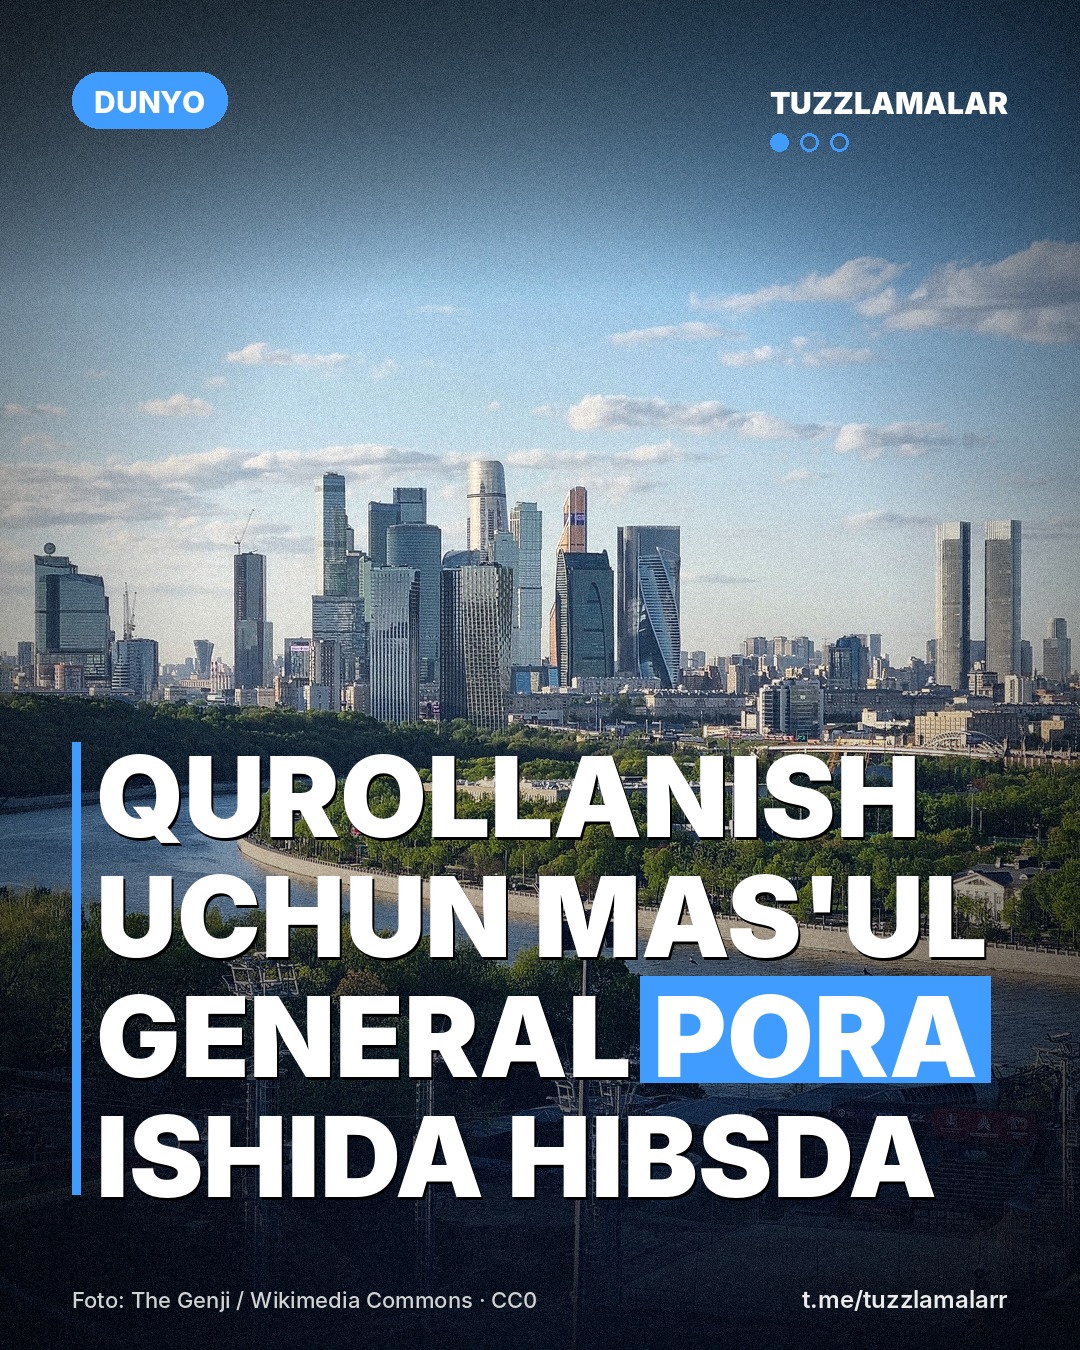 DUNYO
TUZZLAMALAR
QUROLLANISH
UCHUN MAS'UL
GENERAL PORA
ISHIDA HIBSDA
Foto: The Genji / Wikimedia Commons · CC0
t.me/tuzzlamalarr